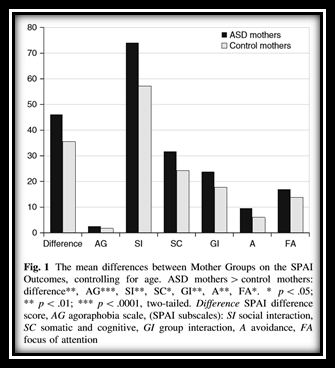 80
70
60
50
40
30
20
10
0
ASD mothers
Control mothers
Difference AG SI SC GI A FA
Fig. 1 The mean differences between Mother Groups on the SPAI
Outcomes, controlling for age. ASD mothers > control mothers:
difference**, AG***, SI**, SC*, GI**, A**, FA*. * p < .05;
** p < .01; *** p < .0001, two-tailed. Difference SPAI difference
score, AG agoraphobia scale, (SPAI subscales): SI social interaction,
SC somatic and cognitive, GI group interaction, A avoidance, FA
focus of attention